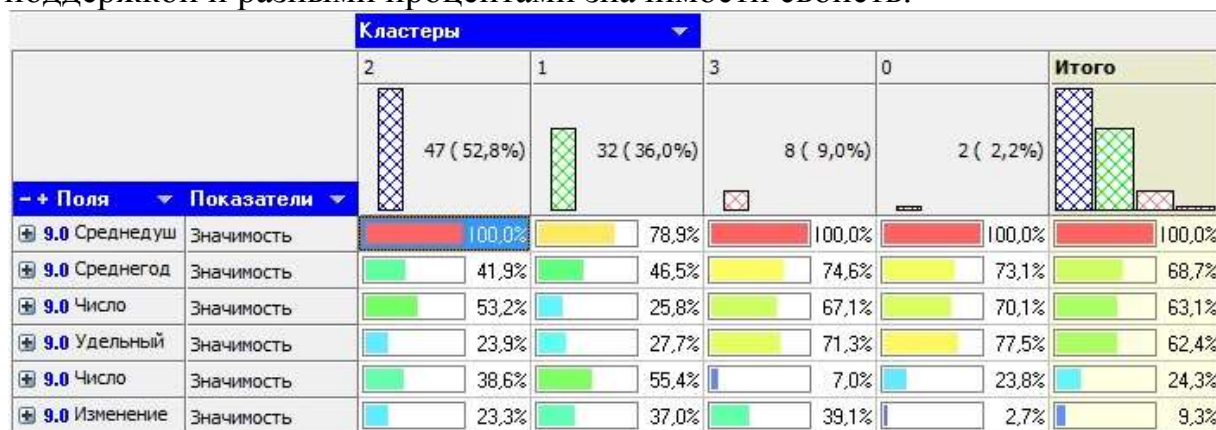 поддержкой и разными процентами значимости свойств.
Кластеры
2 1 3 0 Итого
47 ( 52,8%) 32 ( 36,0%) 8 ( 9,0%) 2 ( 2,2%)
- + Поля Показатели
9.0 Среднедуш Значимость 100,0% 78,9% 100,0% 100,0% 100,0%
9.0 Среднегод Значимость 41,9% 46,5% 74,6% 73,1% 68,7%
9.0 Число Значимость 53,2% 25,8% 67,1% 70,1% 63,1%
9.0 Удельный Значимость 23,9% 27,7% 71,3% 77,5% 62,4%
9.0 Число Значимость 38,6% 55,4% 7,0% 23,8% 24,3%
9.0 Изменение Значимость 23,3% 37,0% 39,1% 2,7% 9,3%